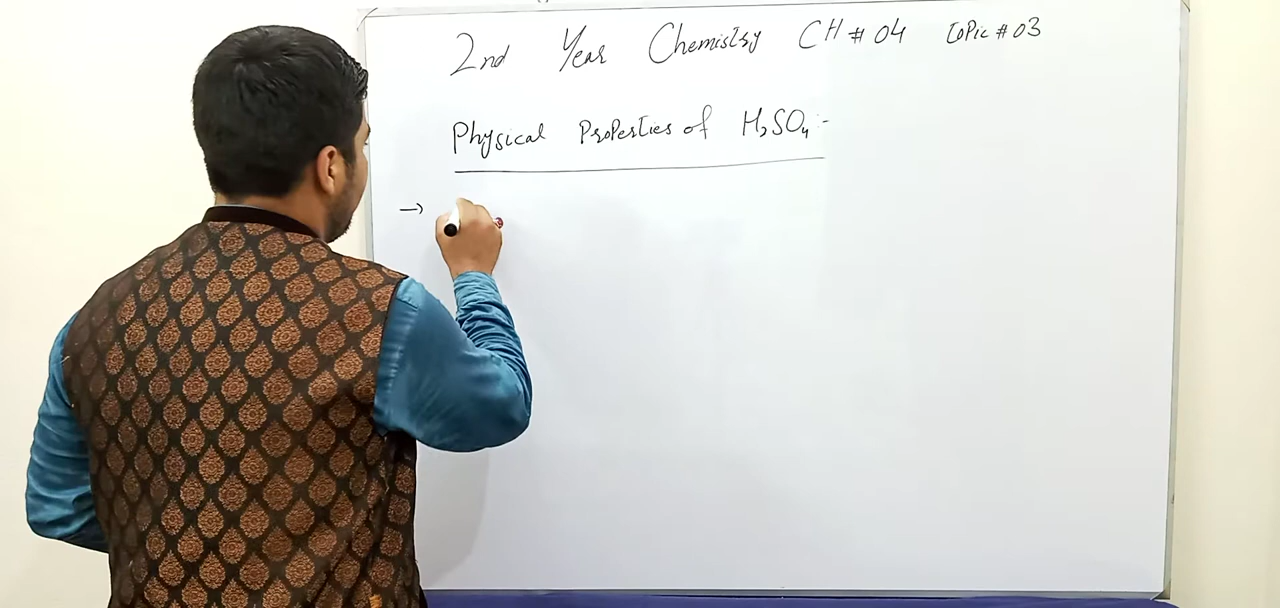 2nd Year Chemistry CH # 04 Topic # 03
Physical Properties of H₂SO₄ :-
→